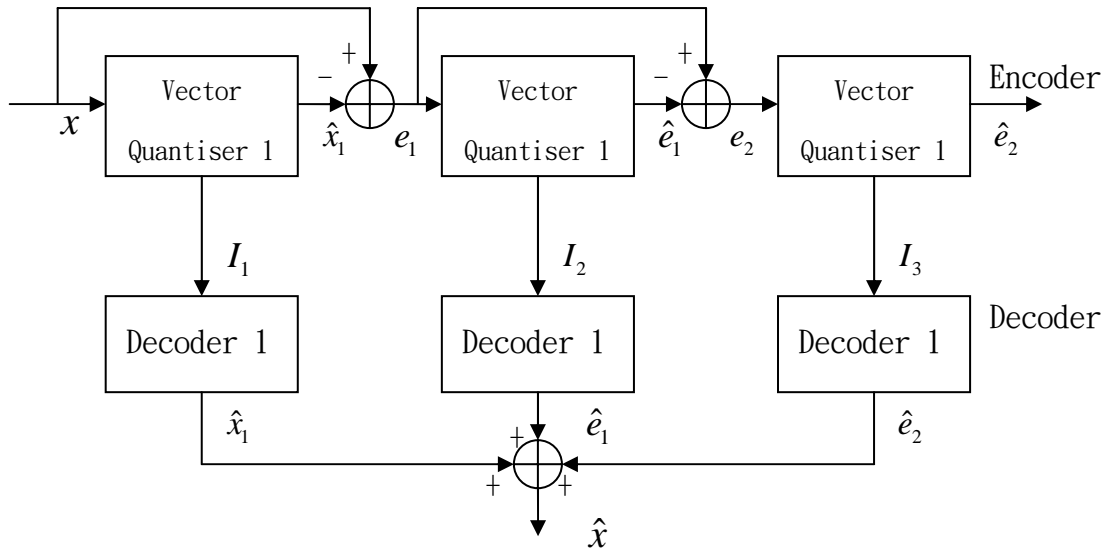 + +
Vector Vector Vector Encoder
− −
x Quantiser 1 x̂₁ e₁ Quantiser 1 ê₁ e₂ Quantiser 1 ê₂
I₁ I₂ I₃
Decoder 1 Decoder 1 Decoder 1 Decoder
x̂₁ ê₁ ê₂
+
+ +
x̂